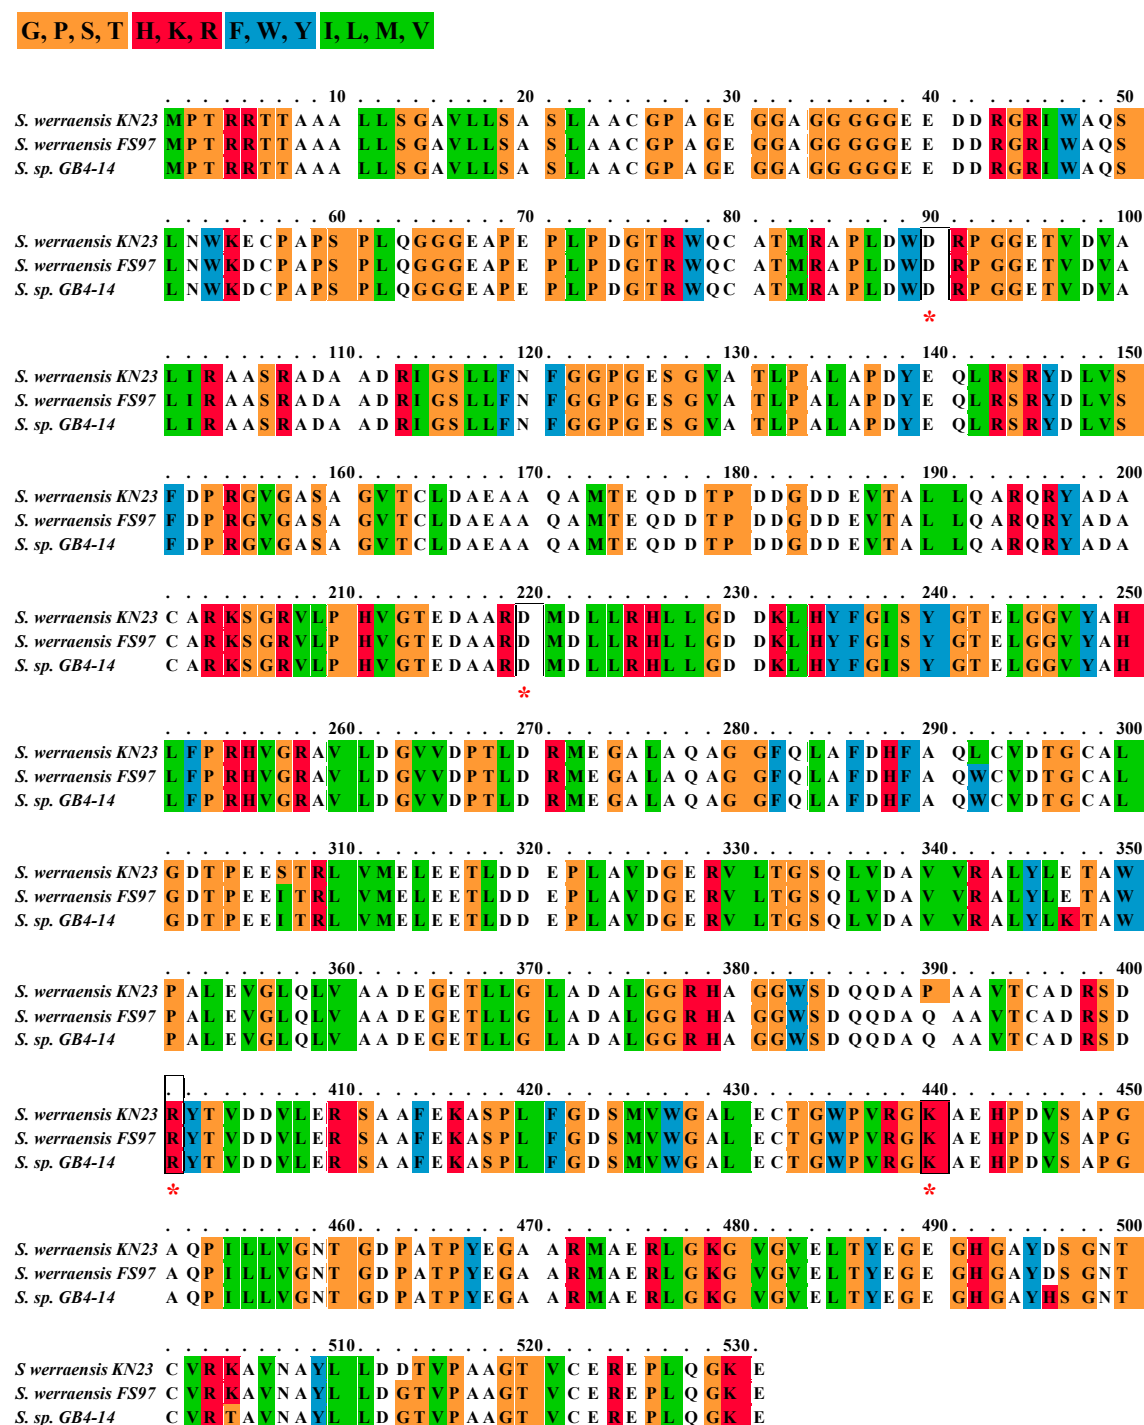 G, P, S, T H, K, R F, W, Y I, L, M, V
. . . . . . . . 10 . . . . . . . . 20 . . . . . . . . 30 . . . . . . . . 40 . . . . . . . . 50
S. werraensis KN23 MPTRRTTAAA LLSGAVLLSA SLAACGPAGE GGAGGGGGEE DDRGRIWAQS
S. werraensis FS97 MPTRRTTAAA LLSGAVLLSA SLAACGPAGE GGAGGGGGEE DDRGRIWAQS
S. sp. GB4-14 MPTRRTTAAA LLSGAVLLSA SLAACGPAGE GGAGGGGGEE DDRGRIWAQS
. . . . . . . . 60 . . . . . . . . 70 . . . . . . . . 80 . . . . . . . . 90 . . . . . . . . 100
S. werraensis KN23 LNWKECPAPS PLQGGGEAPE PLPDGTRWQC ATMRAPLDWD RPGGETVDVA
S. werraensis FS97 LNWKDCPAPS PLQGGGEAPE PLPDGTRWQC ATMRAPLDWD RPGGETVDVA
S. sp. GB4-14 LNWKDCPAPS PLQGGGEAPE PLPDGTRWQC ATMRAPLDWD RPGGETVDVA
*
. . . . . . . . 110 . . . . . . . . 120 . . . . . . . . 130 . . . . . . . . 140 . . . . . . . . 150
S. werraensis KN23 LIRAASRADA ADRIGSLLFN FGGPGESGVA TLPALAPDYE QLRSRYDLVS
S. werraensis FS97 LIRAASRADA ADRIGSLLFN FGGPGESGVA TLPALAPDYE QLRSRYDLVS
S. sp. GB4-14 LIRAASRADA ADRIGSLLFN FGGPGESGVA TLPALAPDYE QLRSRYDLVS
. . . . . . . . 160 . . . . . . . . 170 . . . . . . . . 180 . . . . . . . . 190 . . . . . . . . 200
S. werraensis KN23 FDPRGVGASA GVTCLDAEAA QAMTEQDDTP DDGDDEVTAL LQARQRYADA
S. werraensis FS97 FDPRGVGASA GVTCLDAEAA QAMTEQDDTP DDGDDEVTAL LQARQRYADA
S. sp. GB4-14 FDPRGVGASA GVTCLDAEAA QAMTEQDDTP DDGDDEVTAL LQARQRYADA
. . . . . . . . 210 . . . . . . . . 220 . . . . . . . . 230 . . . . . . . . 240 . . . . . . . . 250
S. werraensis KN23 CARKSGRVLP HVGTEDAARD MDLLRHLLGD DKLHYFGISY GTELGGVYAH
S. werraensis FS97 CARKSGRVLP HVGTEDAARD MDLLRHLLGD DKLHYFGISY GTELGGVYAH
S. sp. GB4-14 CARKSGRVLP HVGTEDAARD MDLLRHLLGD DKLHYFGISY GTELGGVYAH
*
. . . . . . . . 260 . . . . . . . . 270 . . . . . . . . 280 . . . . . . . . 290 . . . . . . . . 300
S. werraensis KN23 LFPRHVGRAV LDGVVDPTLD RMEGALAQAG GFQLAFDHFA QLCVDTGCAL
S. werraensis FS97 LFPRHVGRAV LDGVVDPTLD RMEGALAQAG GFQLAFDHFA QWCVDTGCAL
S. sp. GB4-14 LFPRHVGRAV LDGVVDPTLD RMEGALAQAG GFQLAFDHFA QWCVDTGCAL
. . . . . . . . 310 . . . . . . . . 320 . . . . . . . . 330 . . . . . . . . 340 . . . . . . . . 350
S. werraensis KN23 GDTPEESTRL VMELEETLDD EPLAVDGERV LTGSQLVDAV VRALYLETAW
S. werraensis FS97 GDTPEEITRL VMELEETLDD EPLAVDGERV LTGSQLVDAV VRALYLETAW
S. sp. GB4-14 GDTPEEITRL VMELEETLDD EPLAVDGERV LTGSQLVDAV VRALYLKTAW
. . . . . . . . 360 . . . . . . . . 370 . . . . . . . . 380 . . . . . . . . 390 . . . . . . . . 400
S. werraensis KN23 PALEVGLQLV AADEGETLLG LADALGGRHA GGWSDQQDAP AAVTCADRSD
S. werraensis FS97 PALEVGLQLV AADEGETLLG LADALGGRHA GGWSDQQDAQ AAVTCADRSD
S. sp. GB4-14 PALEVGLQLV AADEGETLLG LADALGGRHA GGWSDQQDAQ AAVTCADRSD
. . . . . . . . 410 . . . . . . . . 420 . . . . . . . . 430 . . . . . . . . 440 . . . . . . . . 450
S. werraensis KN23 RYTVDDVLER SAAFEKASPL FGDSMVWGAL ECTGWPVRGK AEHPDVSAPG
S. werraensis FS97 RYTVDDVLER SAAFEKASPL FGDSMVWGAL ECTGWPVRGK AEHPDVSAPG
S. sp. GB4-14 RYTVDDVLER SAAFEKASPL FGDSMVWGAL ECTGWPVRGK AEHPDVSAPG
* *
. . . . . . . . 460 . . . . . . . . 470 . . . . . . . . 480 . . . . . . . . 490 . . . . . . . . 500
S. werraensis KN23 AQPILLVGNT GDPATPYEGA ARMAERLGKG VGVELTYEGE GHGAYDSGNT
S. werraensis FS97 AQPILLVGNT GDPATPYEGA ARMAERLGKG VGVELTYEGE GHGAYDSGNT
S. sp. GB4-14 AQPILLVGNT GDPATPYEGA ARMAERLGKG VGVELTYEGE GHGAYHSGNT
. . . . . . . . 510 . . . . . . . . 520 . . . . . . . . 530 .
S werraensis KN23 CVRKAVNAYL LDDTVPAAGT VCEREPLQGKE
S. werraensis FS97 CVRKAVNAYL LDGTVPAAGT VCEREPLQGKE
S. sp. GB4-14 CVRTAVNAYL LDGTVPAAGT VCEREPLQGKE